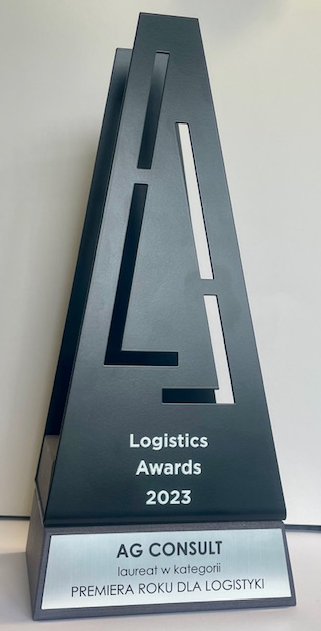 Logistics
Awards
2023
AG CONSULT
laureat w kategorii
PREMIERA ROKU DLA LOGISTYKI